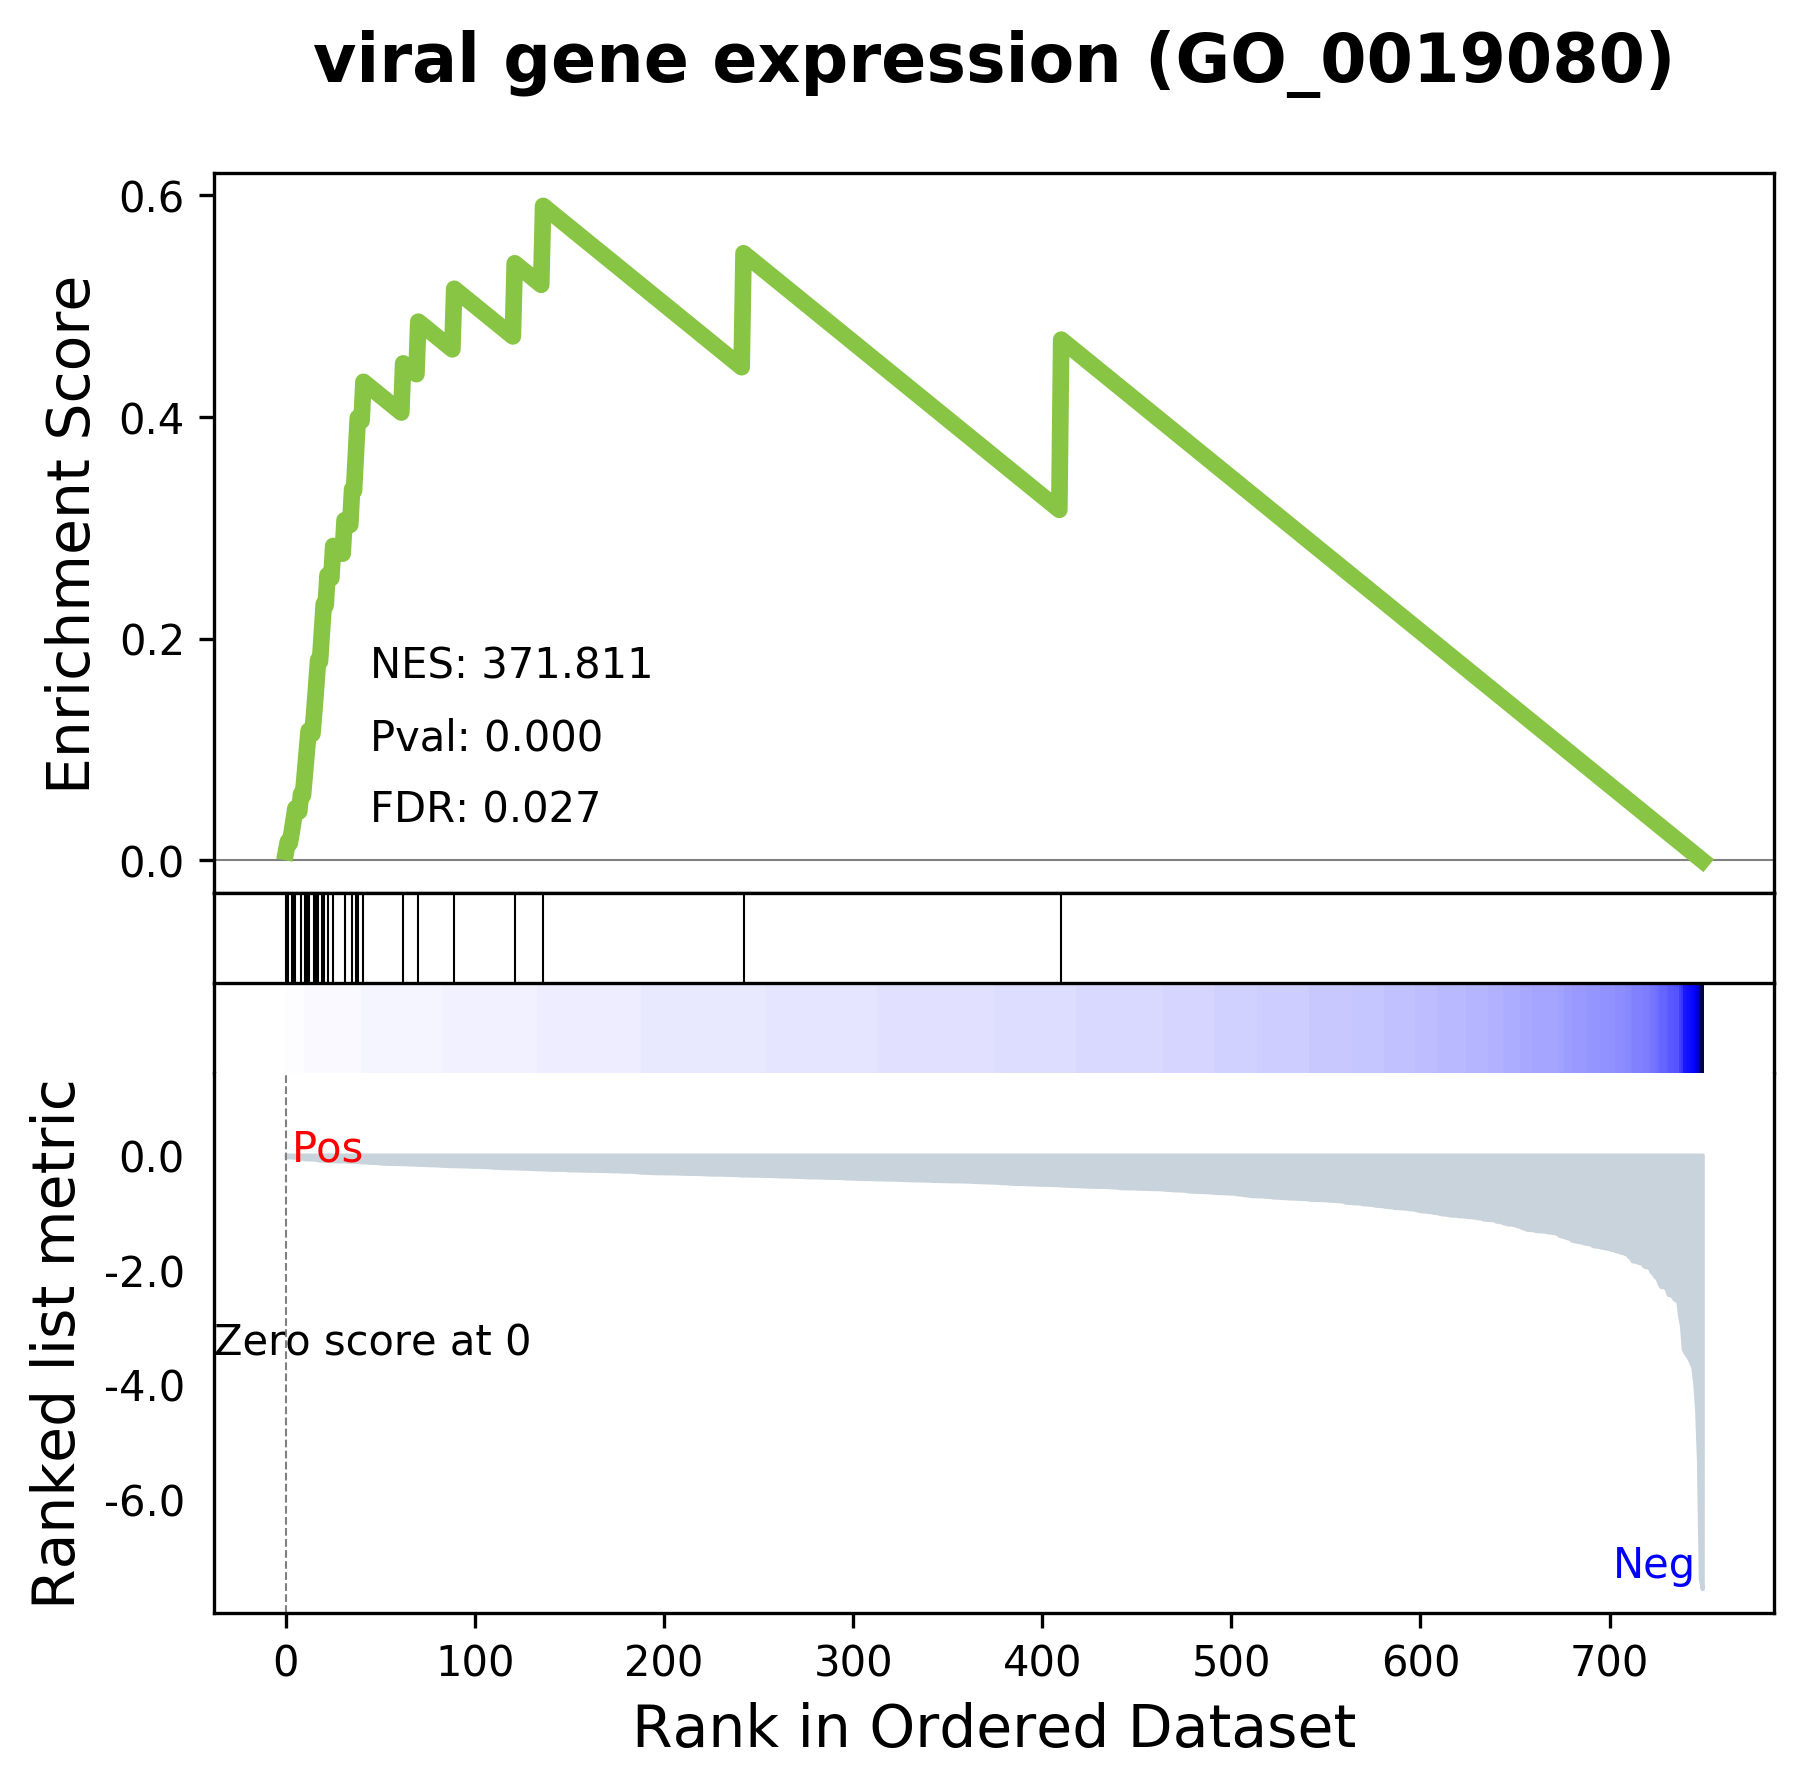 viral gene expression (GO_0019080)
Enrichment Score
0.6
0.4
0.2
0.0
NES: 371.811
Pval: 0.000
FDR: 0.027
Ranked list metric
0.0
-2.0
-4.0
-6.0
Pos
Zero score at 0
Neg
0 100 200 300 400 500 600 700
Rank in Ordered Dataset